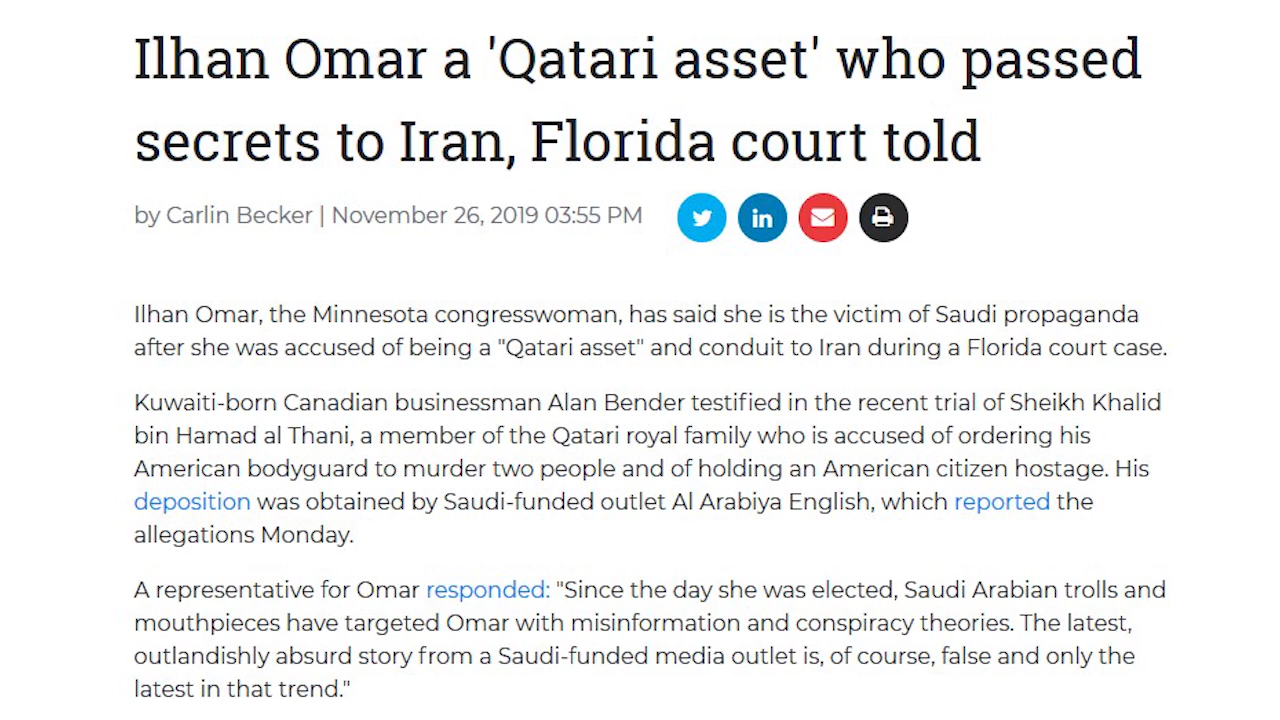 Ilhan Omar a 'Qatari asset' who passed
secrets to Iran, Florida court told
by Carlin Becker | November 26, 2019 03:55 PM
in
Ilhan Omar, the Minnesota congresswoman, has said she is the victim of Saudi propaganda
after she was accused of being a "Qatari asset" and conduit to Iran during a Florida court case.
Kuwaiti-born Canadian businessman Alan Bender testified in the recent trial of Sheikh Khalid
bin Hamad al Thani, a member of the Qatari royal family who is accused of ordering his
American bodyguard to murder two people and of holding an American citizen hostage. His
deposition was obtained by Saudi-funded outlet Al Arabiya English, which reported the
allegations Monday.
A representative for Omar responded: "Since the day she was elected, Saudi Arabian trolls and
mouthpieces have targeted Omar with misinformation and conspiracy theories. The latest,
outlandishly absurd story from a Saudi-funded media outlet is, of course, false and only the
latest in that trend."